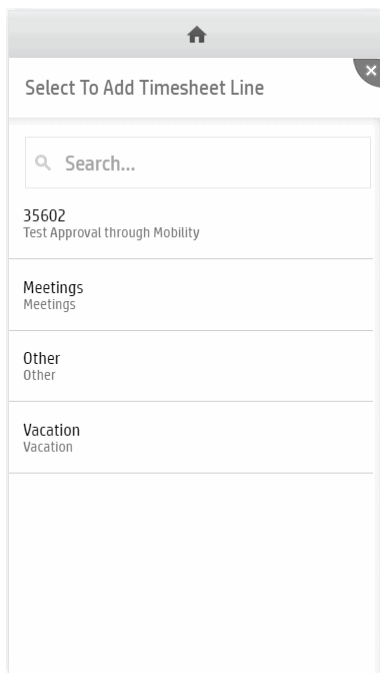 Select To Add Timesheet Line
Search...
35602
Test Approval through Mobility
Meetings
Meetings
Other
Other
Vacation
Vacation